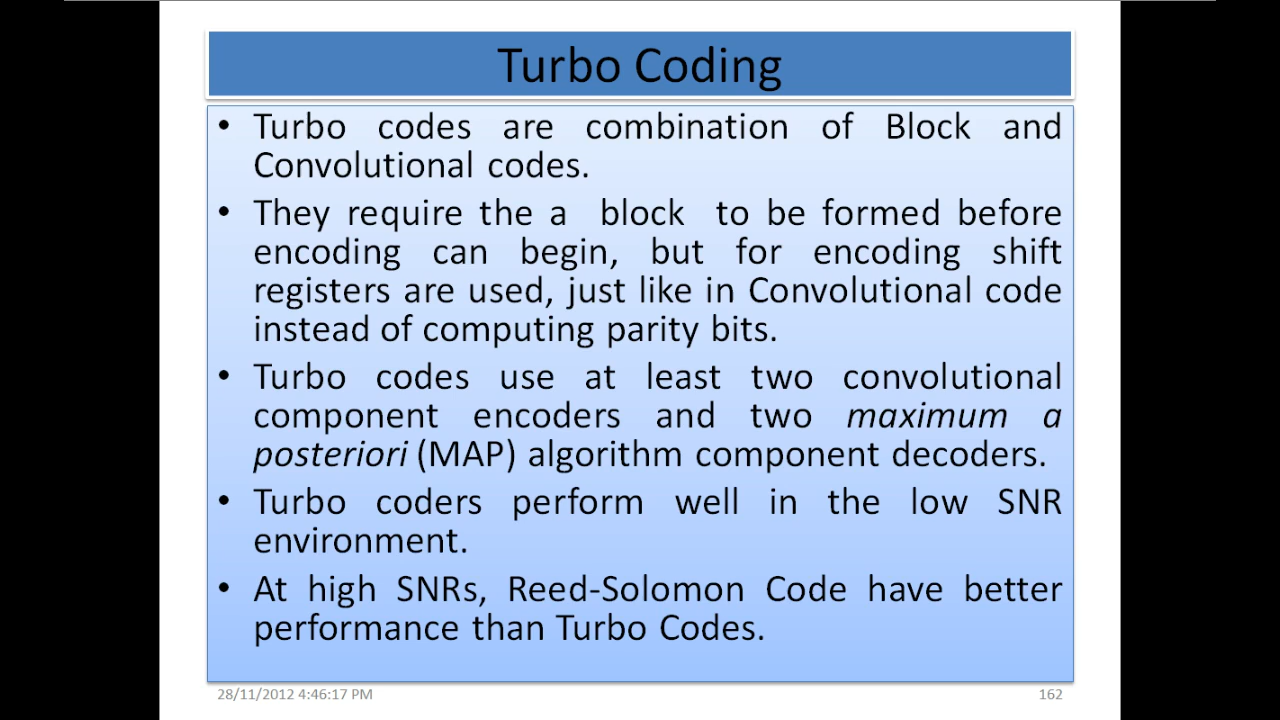 Turbo Coding
• Turbo codes are combination of Block and
Convolutional codes.
• They require the a block to be formed before
encoding can begin, but for encoding shift
registers are used, just like in Convolutional code
instead of computing parity bits.
• Turbo codes use at least two convolutional
component encoders and two maximum a
posteriori (MAP) algorithm component decoders.
• Turbo coders perform well in the low SNR
environment.
• At high SNRs, Reed-Solomon Code have better
performance than Turbo Codes.
28/11/2012 4:46:17 PM
162